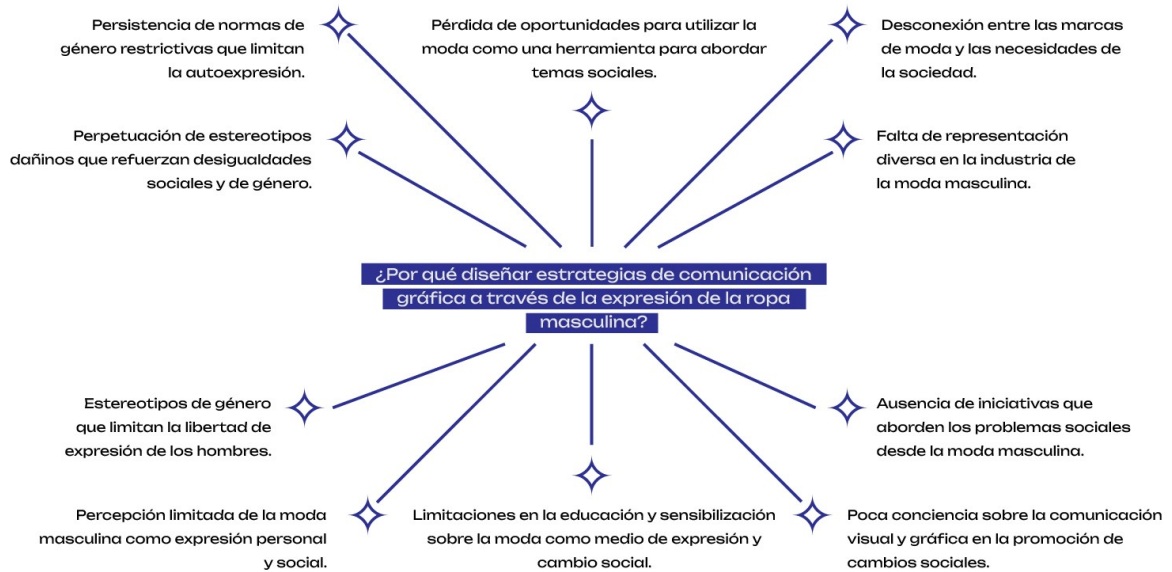 Persistencia de normas de
género restrictivas que limitan
la autoexpresión.
Pérdida de oportunidades para utilizar la
moda como una herramienta para abordar
temas sociales.
Desconexión entre las marcas
de moda y las necesidades de
la sociedad.
Perpetuación de estereotipos
dañinos que refuerzan desigualdades
sociales y de género.
Falta de representación
diversa en la industria de
la moda masculina.
¿Por qué diseñar estrategias de comunicación
gráfica a través de la expresión de la ropa
masculina?
Estereotipos de género
que limitan la libertad de
expresión de los hombres.
Ausencia de iniciativas que
aborden los problemas sociales
desde la moda masculina.
Percepción limitada de la moda
masculina como expresión personal
y social.
Limitaciones en la educación y sensibilización
sobre la moda como medio de expresión y
cambio social.
Poca conciencia sobre la comunicación
visual y gráfica en la promoción de
cambios sociales.